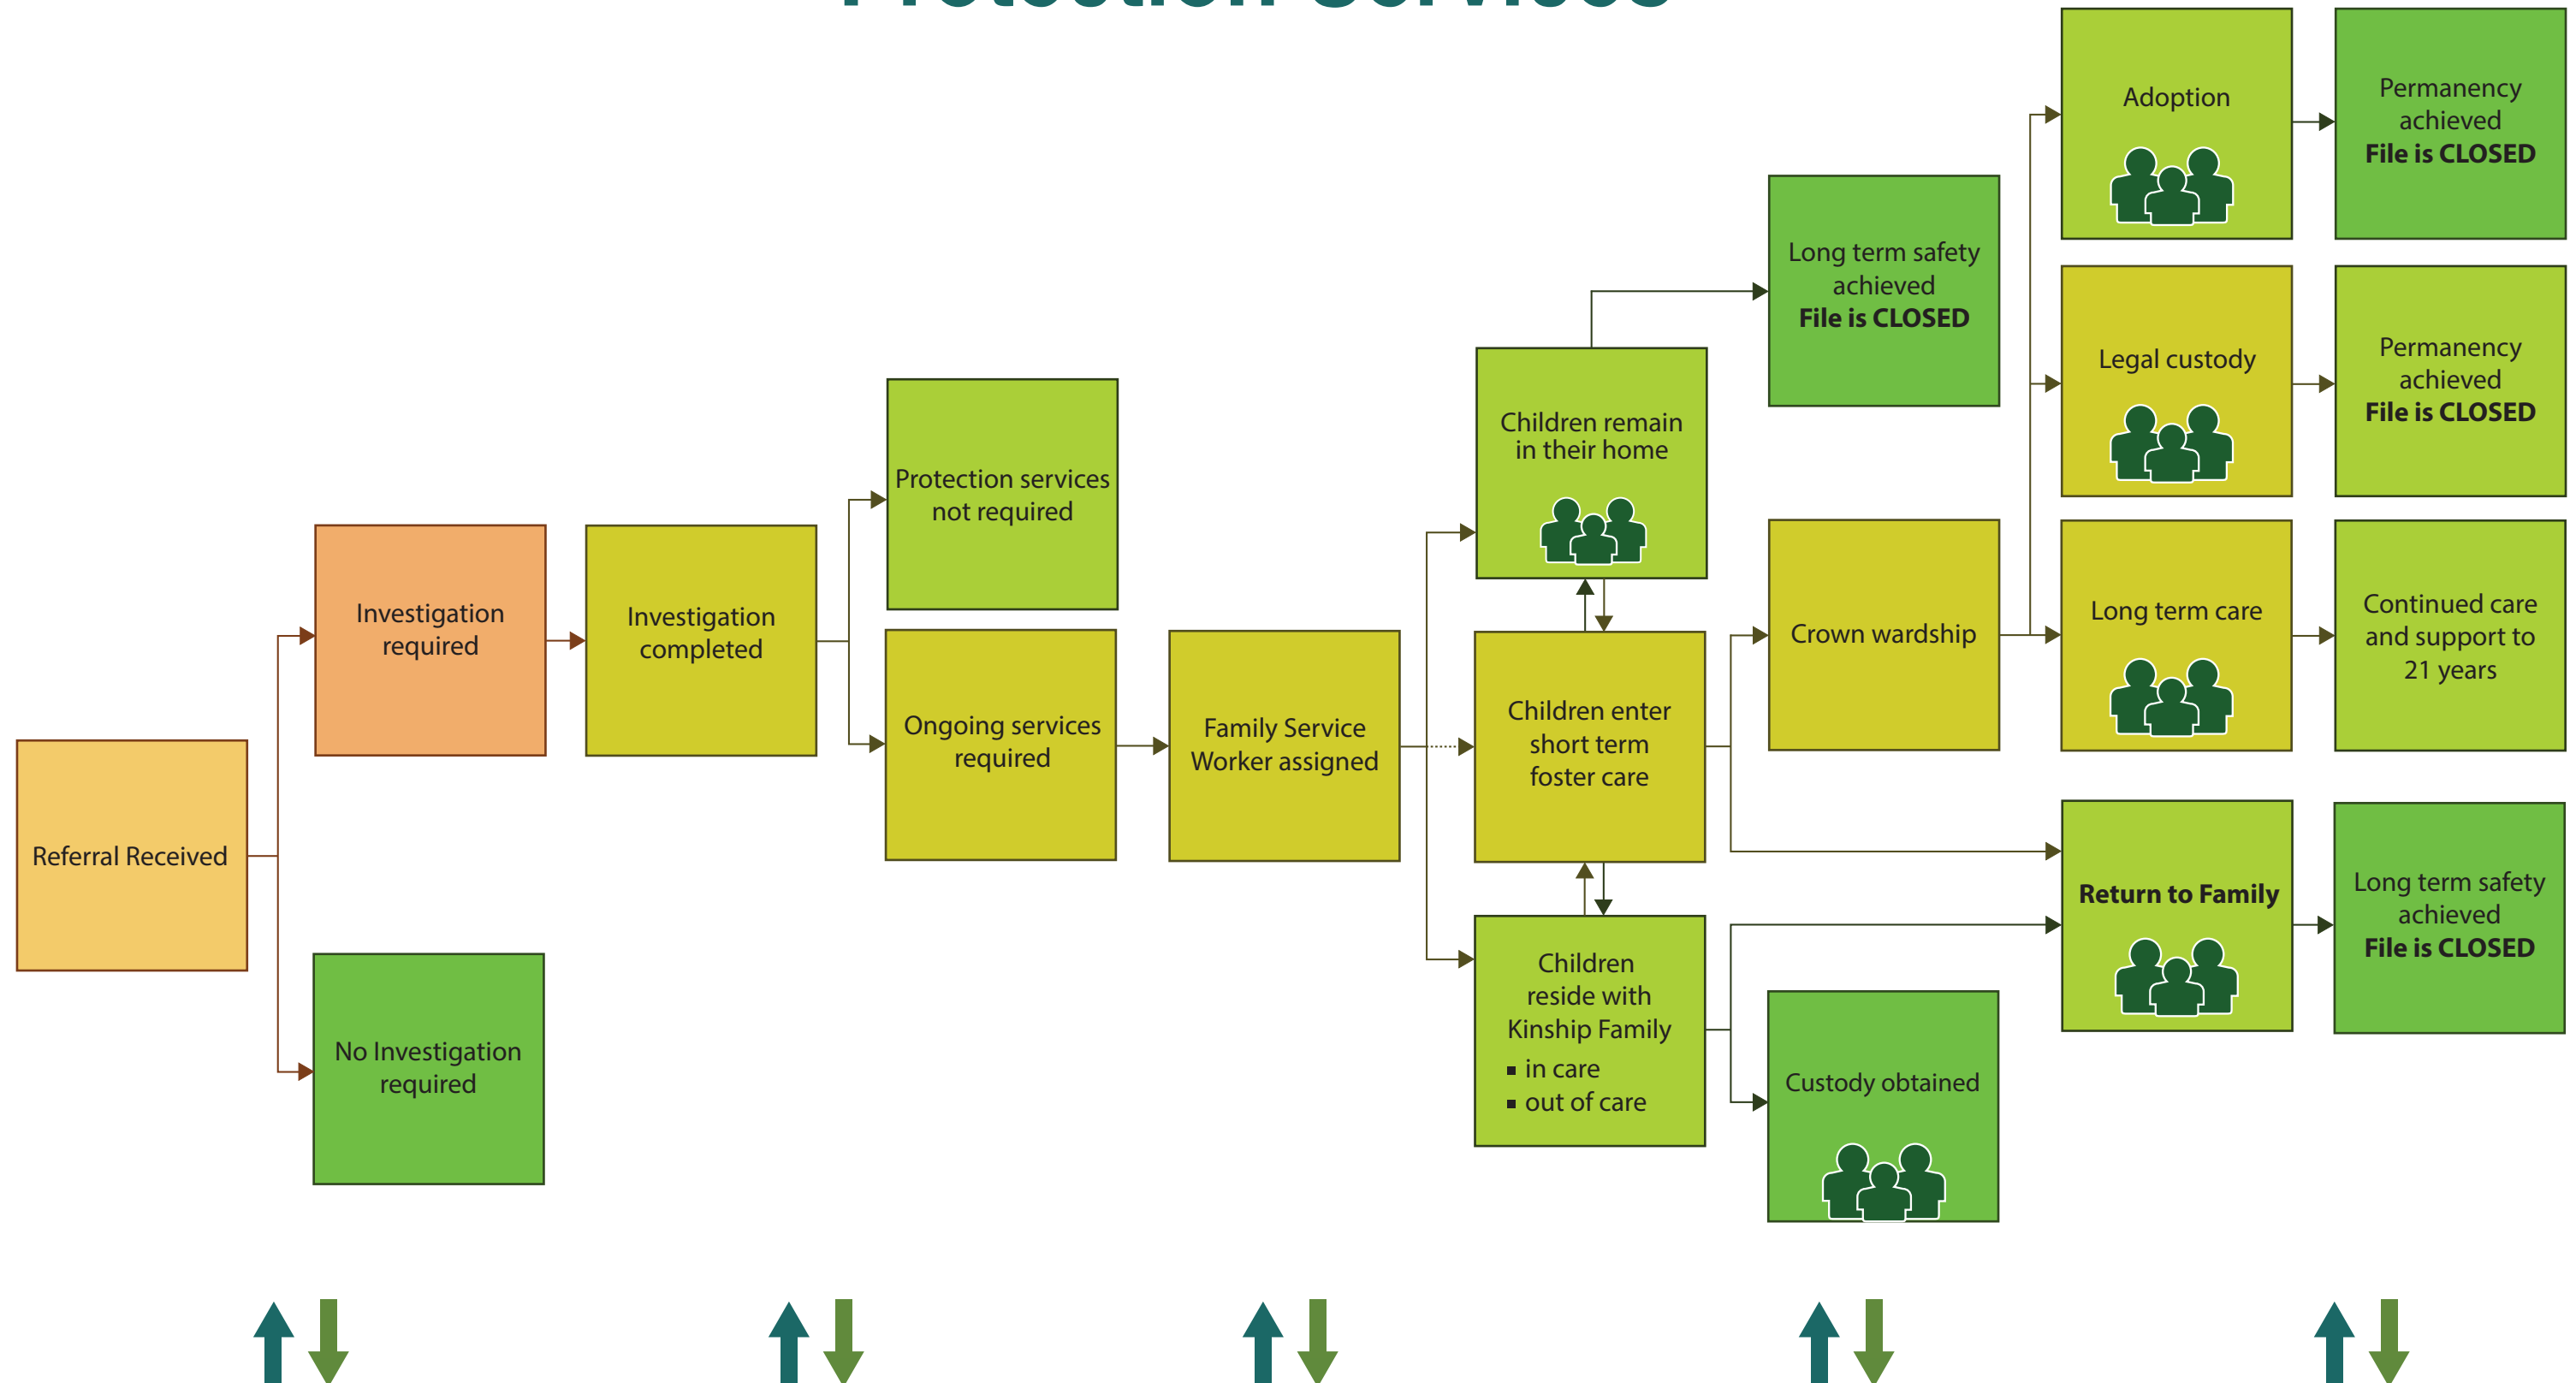 Protection Services
Referral Received
Investigation
required
No Investigation
required
Investigation
completed
Protection services
not required
Ongoing services
required
Family Service
Worker assigned
Children remain
in their home
Children enter
short term
foster care
Children
reside with
Kinship Family
▪ in care
▪ out of care
Long term safety
achieved
File is CLOSED
Crown wardship
Custody obtained
Adoption
Legal custody
Long term care
Return to Family
Permanency
achieved
File is CLOSED
Permanency
achieved
File is CLOSED
Continued care
and support to
21 years
Long term safety
achieved
File is CLOSED